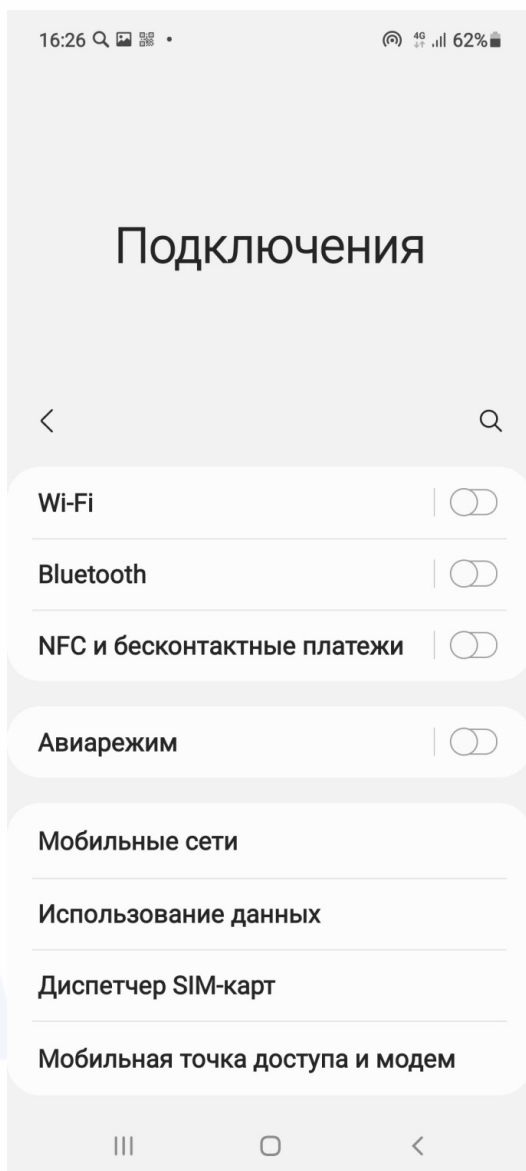 16:26
4G 62%
Подключения
Wi-Fi
Bluetooth
NFC и бесконтактные платежи
Авиарежим
Мобильные сети
Использование данных
Диспетчер SIM-карт
Мобильная точка доступа и модем